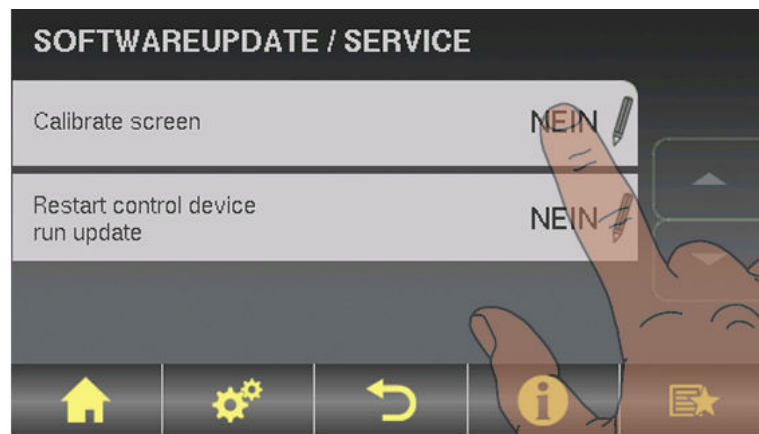 SOFTWAREUPDATE / SERVICE
Calibrate screen NEIN
Restart control device
run update NEIN